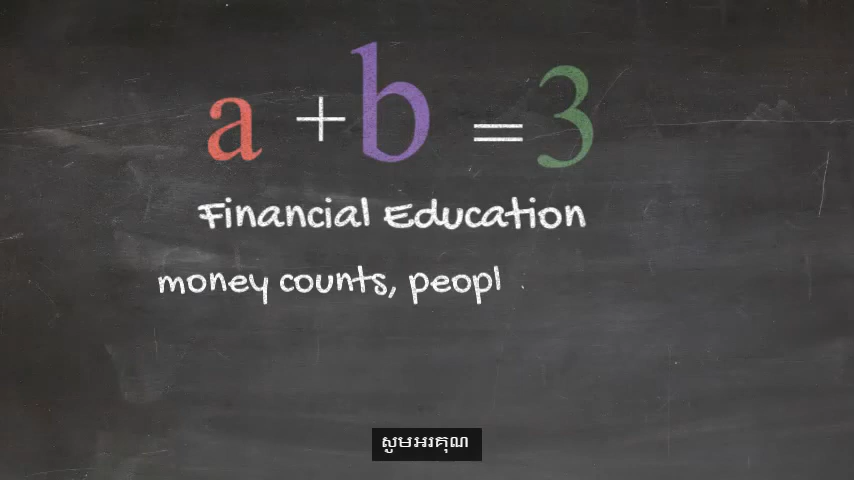 a + b = 3
Financial Education
money counts, peopl
សូមអរគុណ